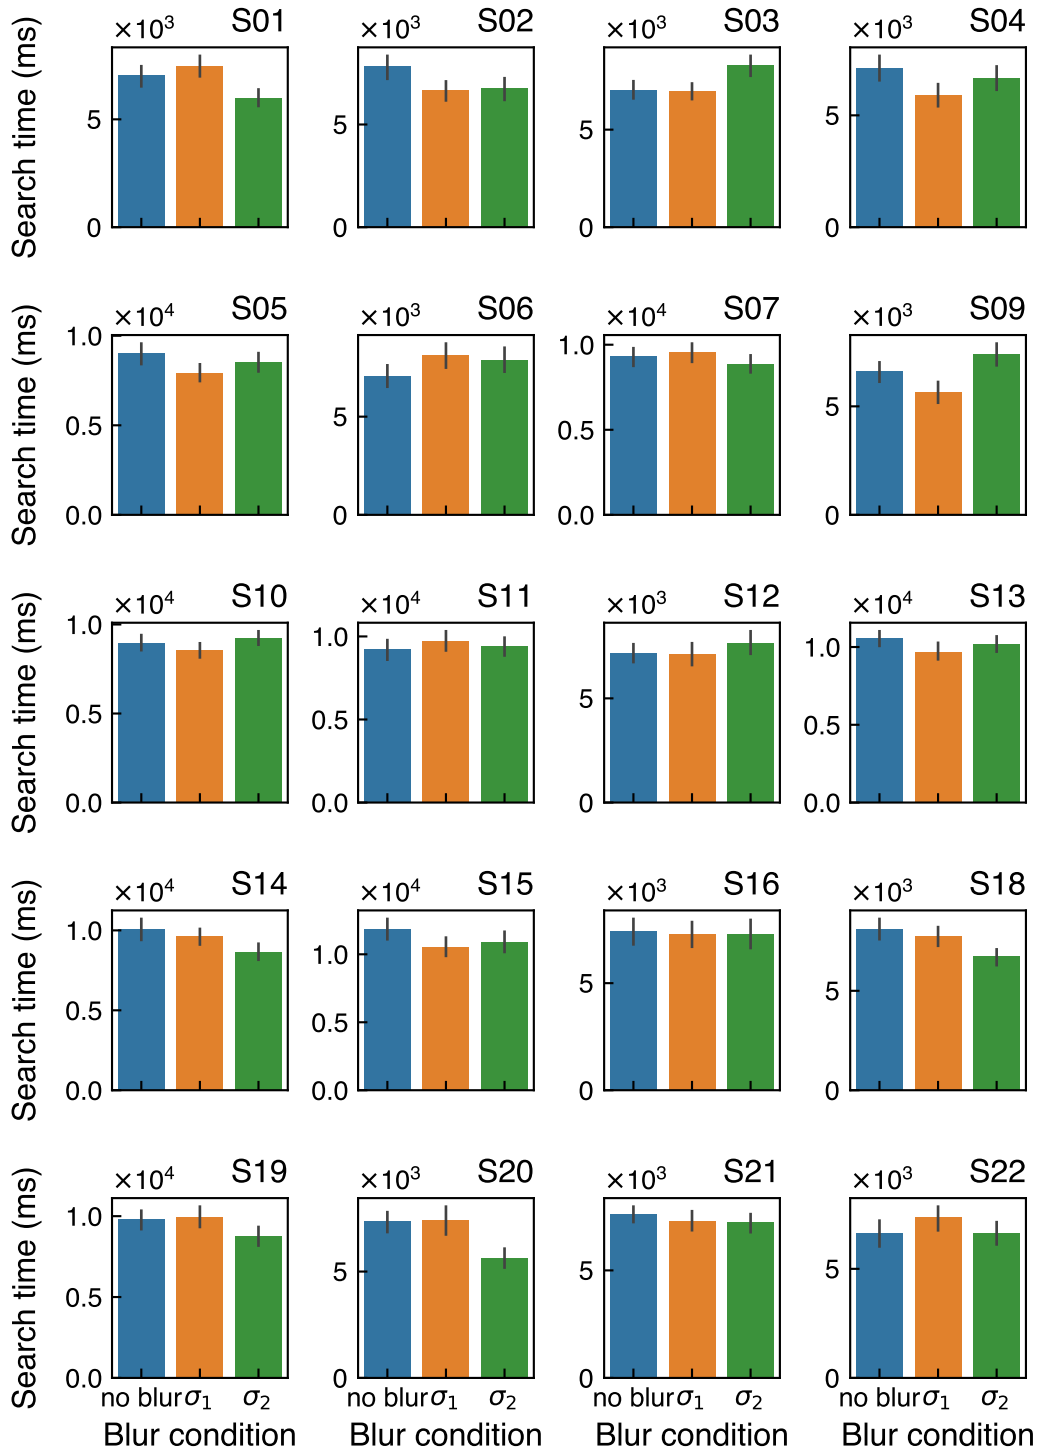 ×10³ S01 ×10³ S02 ×10³ S03 ×10³ S04
Search time (ms)
5 5 5 5
0 0 0 0
×10⁴ S05 ×10³ S06 ×10⁴ S07 ×10³ S09
Search time (ms)
1.0 1.0
0.5 5 0.5 5
0.0 0 0.0 0
×10⁴ S10 ×10⁴ S11 ×10³ S12 ×10⁴ S13
Search time (ms)
1.0 1.0 1.0
0.5 0.5 5 0.5
0.0 0.0 0 0.0
×10⁴ S14 ×10⁴ S15 ×10³ S16 ×10³ S18
Search time (ms)
1.0 1.0
0.5 0.5 5 5
0.0 0.0 0 0
×10⁴ S19 ×10³ S20 ×10³ S21 ×10³ S22
Search time (ms)
1.0
0.5 5 5 5
0.0 0 0 0
no blur σ₁ σ₂ no blur σ₁ σ₂ no blur σ₁ σ₂ no blur σ₁ σ₂
Blur condition Blur condition Blur condition Blur condition